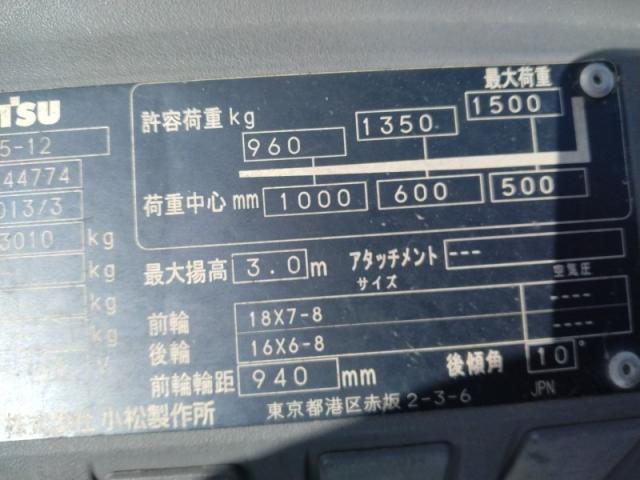 TSU
5-12
44774
013/3
3010 kg
kg
kg
kg
V
最大荷重
許容荷重 kg 960 1350 1500
荷重中心 mm 1000 600 500
最大揚高 3.0 m アタッチメント ---
サイズ 空気圧
前輪 18X7-8 ----
後輪 16X6-8 ----
前輪輪距 940 mm 後傾角 10°
株式会社 小松製作所 東京都港区赤坂2-3-6 JPN